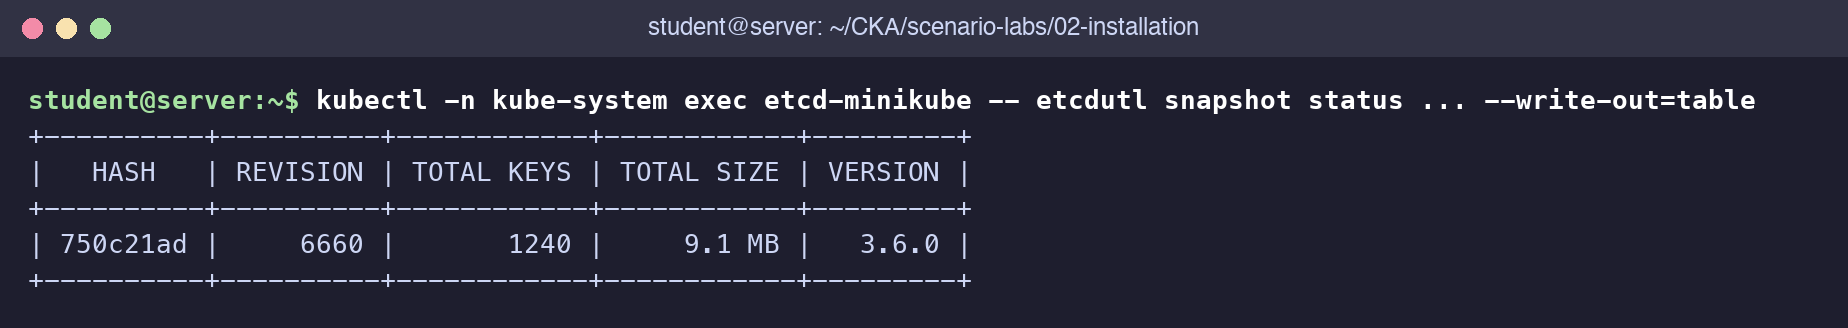 student@server: ~/CKA/scenario-labs/02-installation
student@server:~$ kubectl -n kube-system exec etcd-minikube -- etcdutl snapshot status ... --write-out=table
+----------+----------+------------+------------+---------+
|   HASH   | REVISION | TOTAL KEYS | TOTAL SIZE | VERSION |
+----------+----------+------------+------------+---------+
| 750c21ad |     6660 |       1240 |     9.1 MB |   3.6.0 |
+----------+----------+------------+------------+---------+